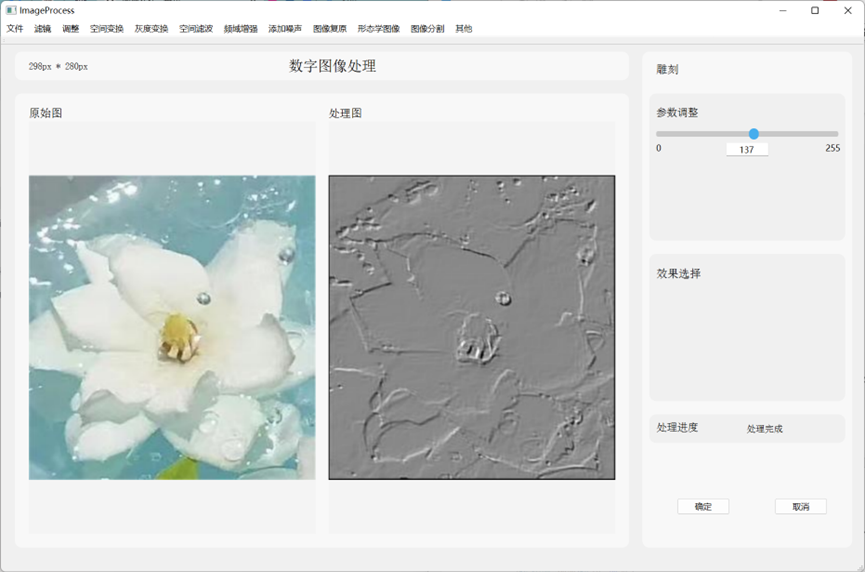 ImageProcess
文件 滤镜 调整 空间变换 灰度变换 空间滤波 频域增强 添加噪声 图像复原 形态学图像 图像分割 其他
298px * 280px
数字图像处理
雕刻
原始图
处理图
参数调整
0
137
255
效果选择
处理进度
处理完成
确定
取消